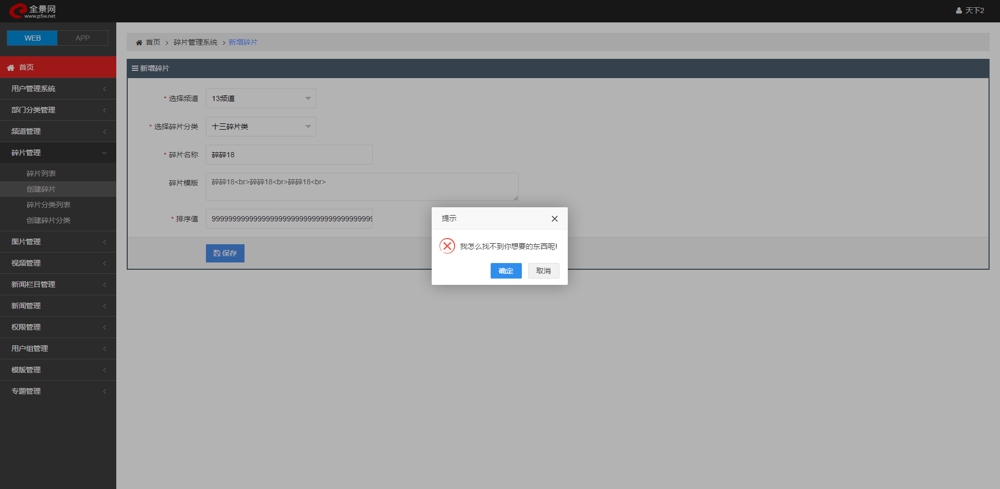 全景网
www.p5w.net
天下2
WEB
APP
首页
用户管理系统
部门分类管理
频道管理
碎片管理
碎片列表
创建碎片
碎片分类列表
创建碎片分类
图片管理
视频管理
新闻栏目管理
新闻管理
权限管理
用户组管理
模版管理
专题管理
首页 > 碎片管理系统 > 新增碎片
新增碎片
* 选择频道 13频道
* 选择碎片分类 十三碎片类
* 碎片名称 碎碎18
碎片模版 碎碎18<br>碎碎18<br>碎碎18<br>
* 排序值 999999999999999999999999999999999999999
保存
提示
我怎么找不到你想要的东西呢!
确定 取消